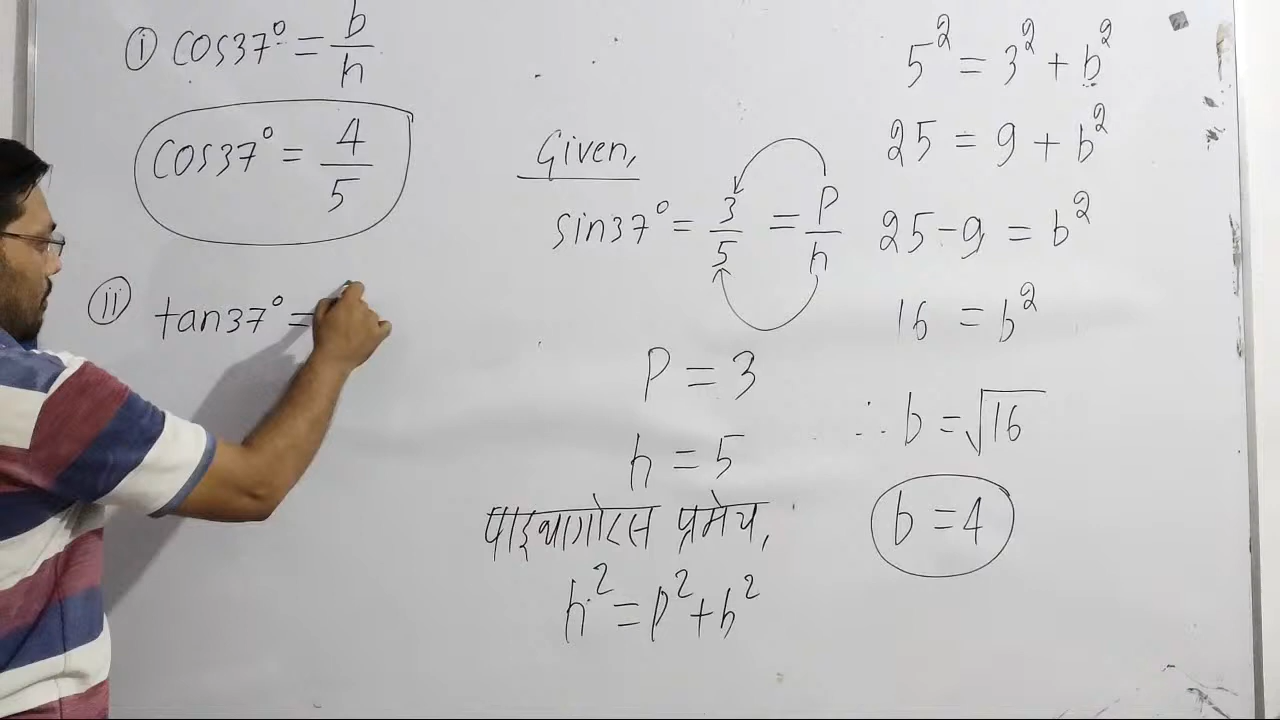 (i) cos37° = b/h
cos37° = 4/5
(ii) tan37° =
Given,
sin37° = 3/5 = P/h
P = 3
h = 5
पाइथागोरस प्रमेय,
h² = p² + b²
5² = 3² + b²
25 = 9 + b²
25 - 9 = b²
16 = b²
∴ b = √16
b = 4